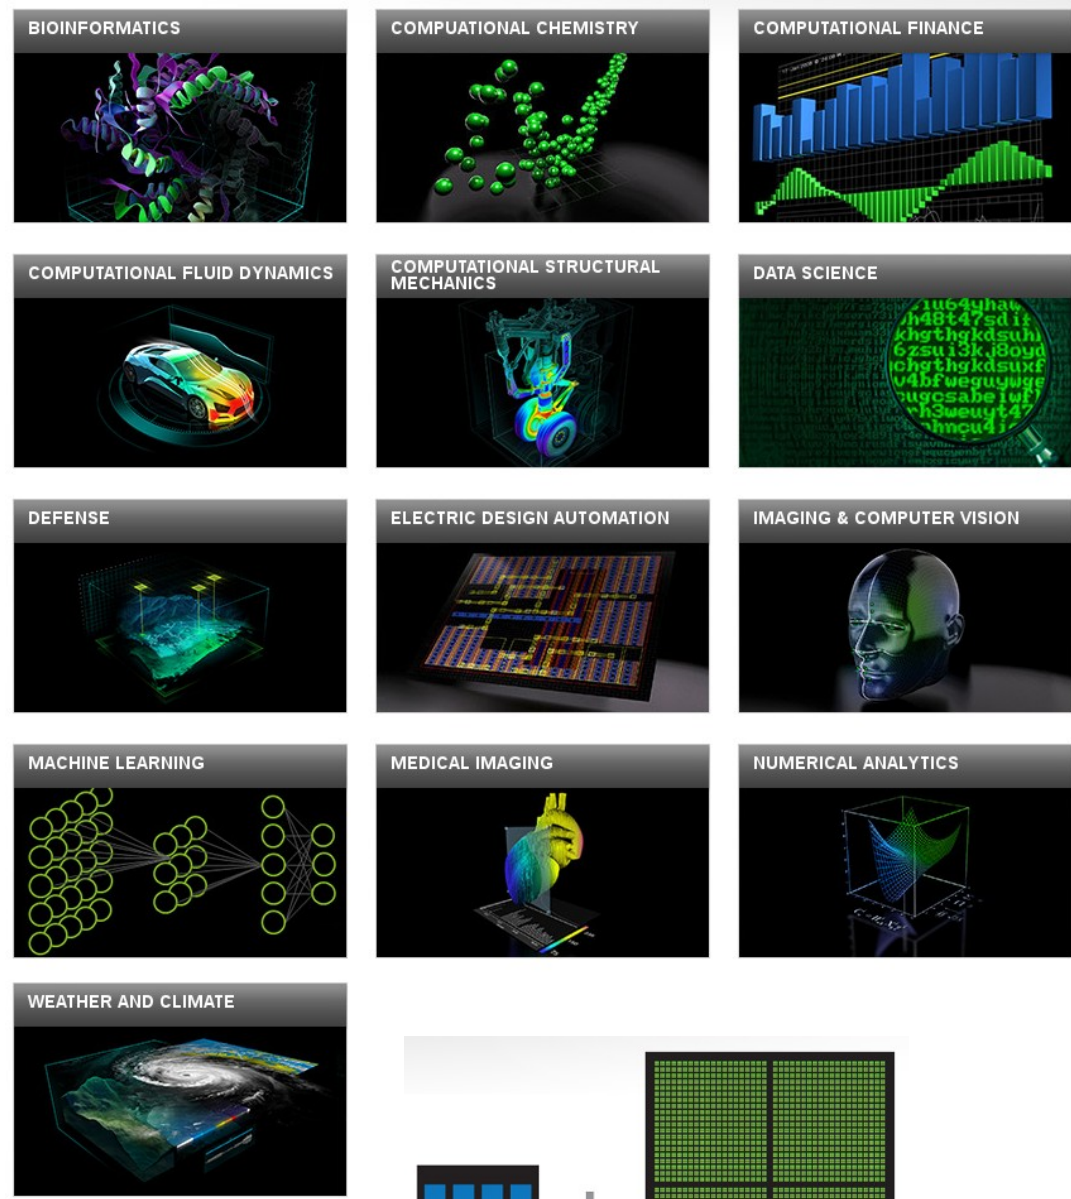 BIOINFORMATICS
COMPUATIONAL CHEMISTRY
COMPUTATIONAL FINANCE
COMPUTATIONAL FLUID DYNAMICS
COMPUTATIONAL STRUCTURAL
MECHANICS
DATA SCIENCE
DEFENSE
ELECTRIC DESIGN AUTOMATION
IMAGING & COMPUTER VISION
MACHINE LEARNING
MEDICAL IMAGING
NUMERICAL ANALYTICS
WEATHER AND CLIMATE